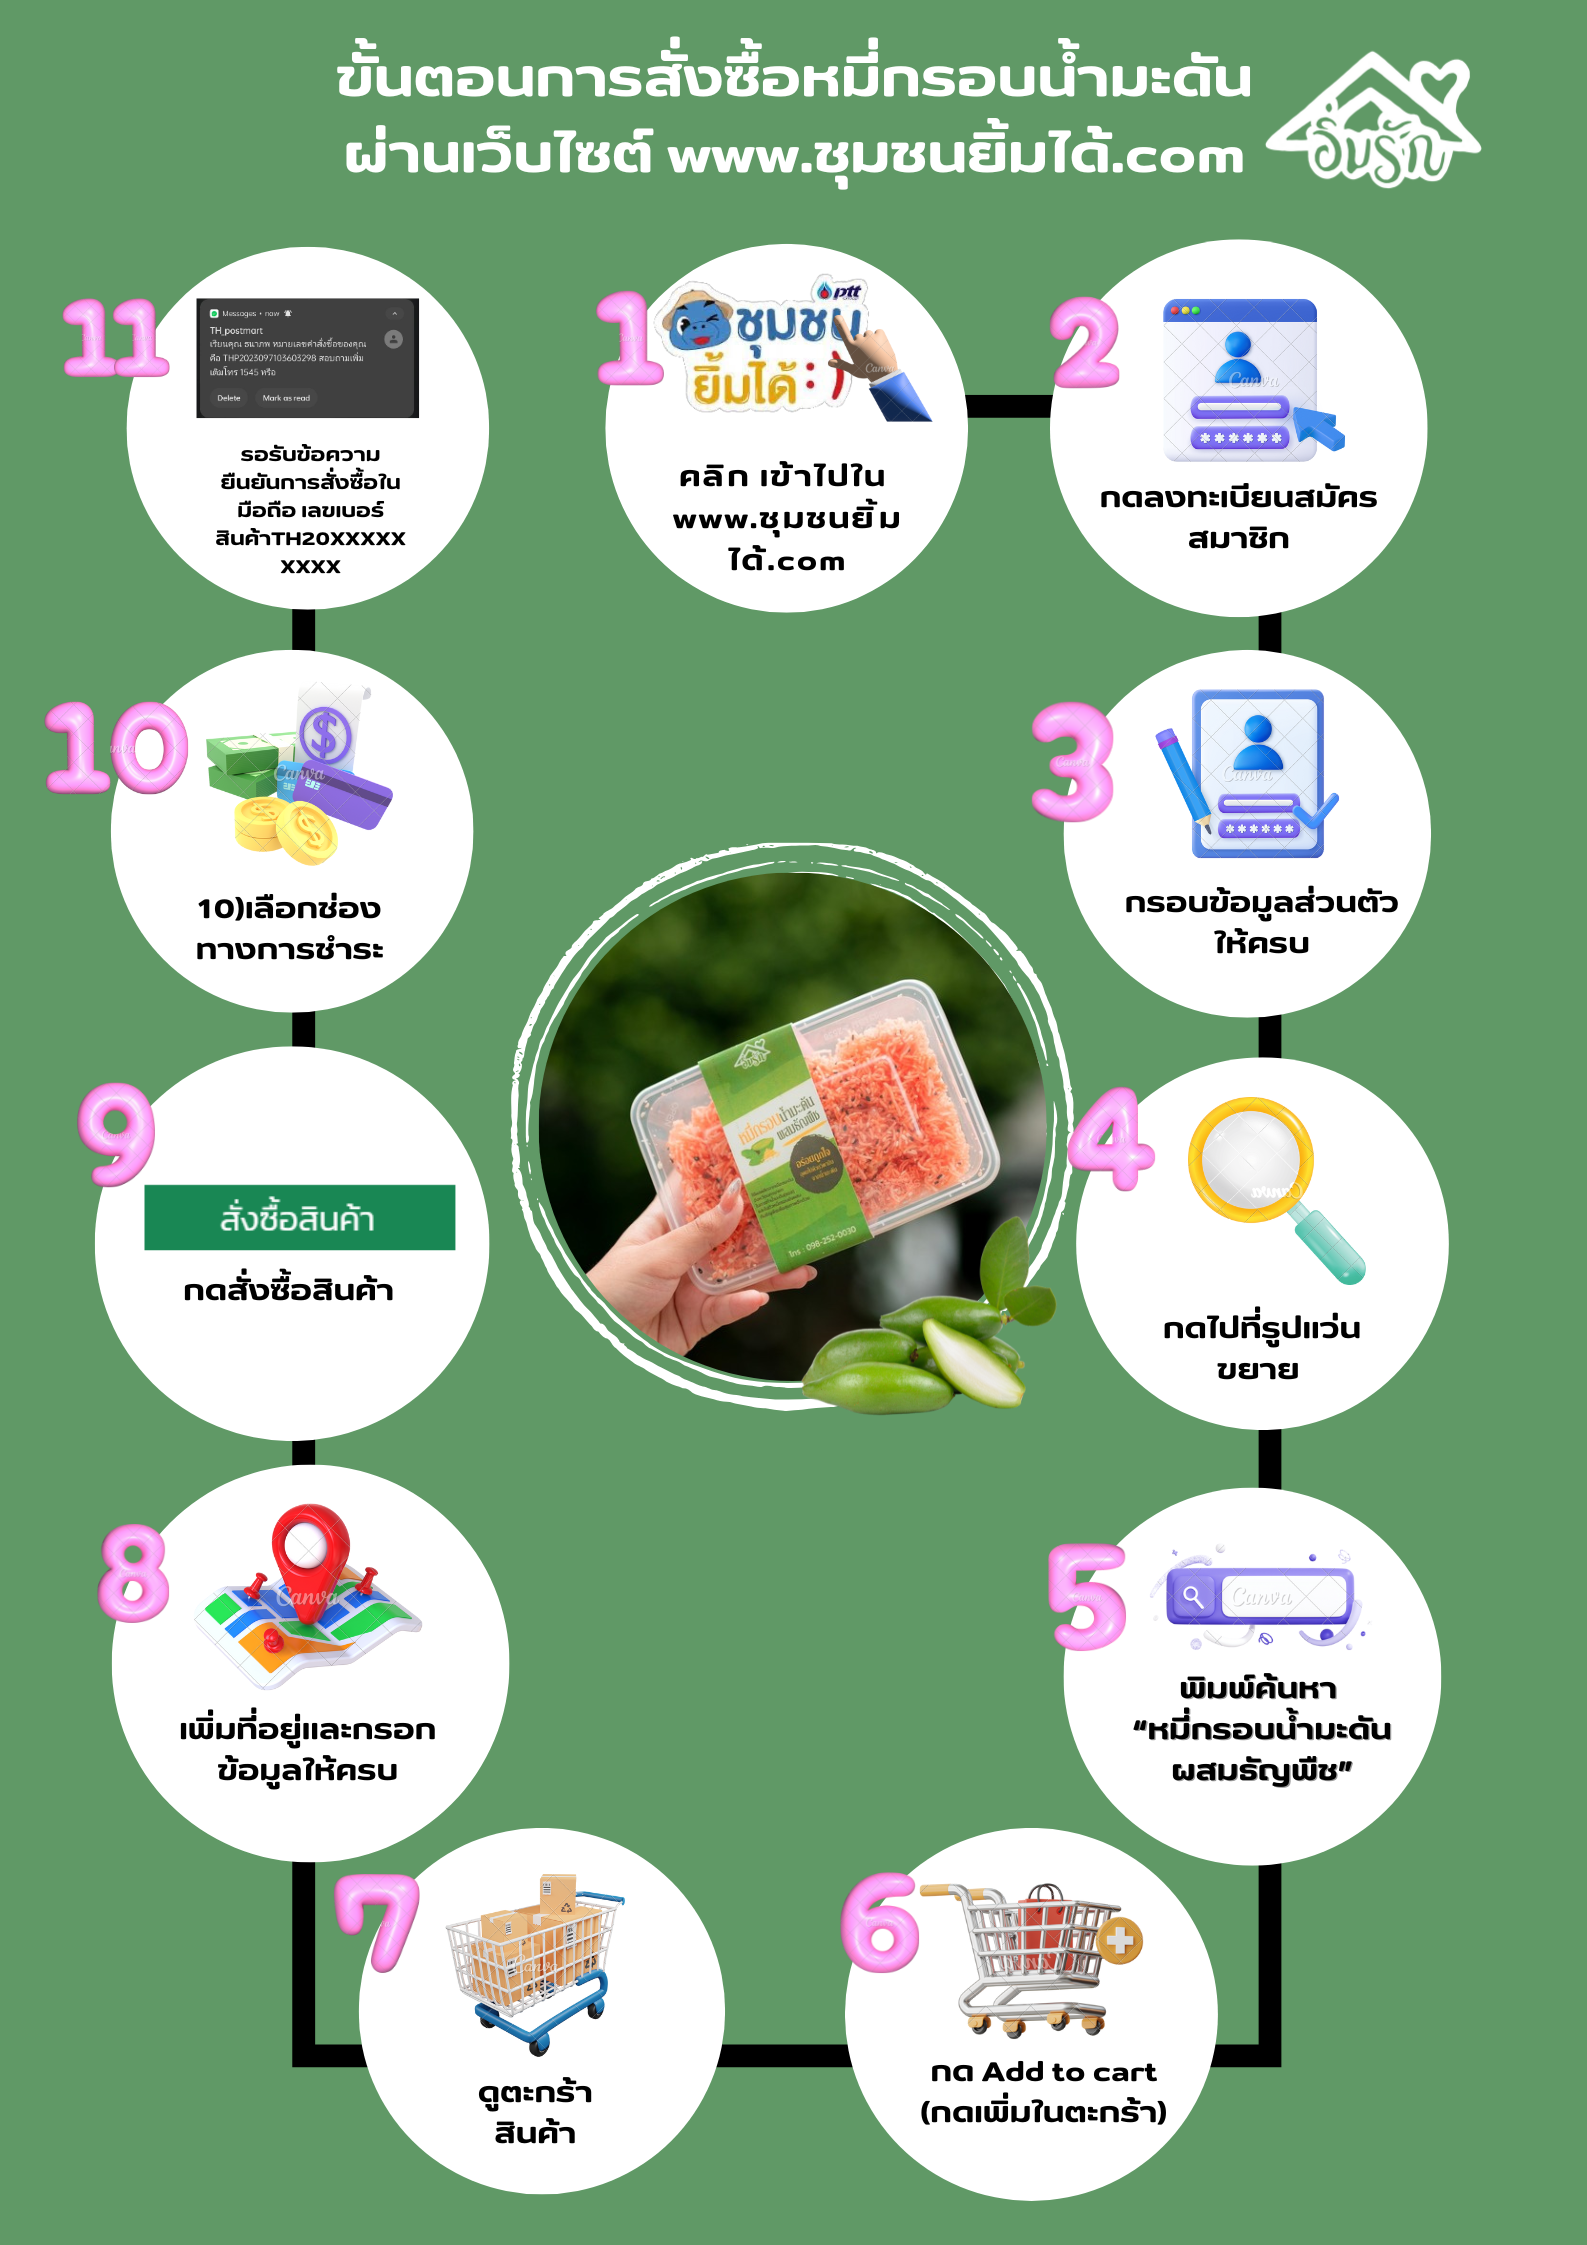 ขั้นตอนการสั่งซื้อหมี่กรอบน้ำมะดัน
ผ่านเว็บไซต์ www.ชุมชนยิ้มได้.com
อิ่มรัก
1
ptt
ชุมชน
ยิ้มได้ :)
คลิก เข้าไปใน
www.ชุมชนยิ้ม
ได้.com
2
กดลงทะเบียนสมัคร
สมาชิก
3
กรอบข้อมูลส่วนตัว
ให้ครบ
4
กดไปที่รูปแว่น
ขยาย
5
พิมพ์ค้นหา
“หมี่กรอบน้ำมะดัน
ผสมธัญพืช”
6
กด Add to cart
(กดเพิ่มในตะกร้า)
7
ดูตะกร้า
สินค้า
8
เพิ่มที่อยู่และกรอก
ข้อมูลให้ครบ
9
สั่งซื้อสินค้า
กดสั่งซื้อสินค้า
10
10)เลือกช่อง
ทางการชำระ
11
Messages • now
TH_postmart
เรียนคุณ ธนาภพ หมายเลขคำสั่งซื้อของคุณ
คือ THP2023097103603298 สอบถามเพิ่ม
เติมโทร 1545 หรือ
Delete Mark as read
รอรับข้อความ
ยืนยันการสั่งซื้อใน
มือถือ เลขเบอร์
สินค้าTH20XXXXX
XXXX
หมี่กรอบน้ำมะดัน
ผสมธัญพืช
อร่อยถูกใจ
โทร : 098-252-0030